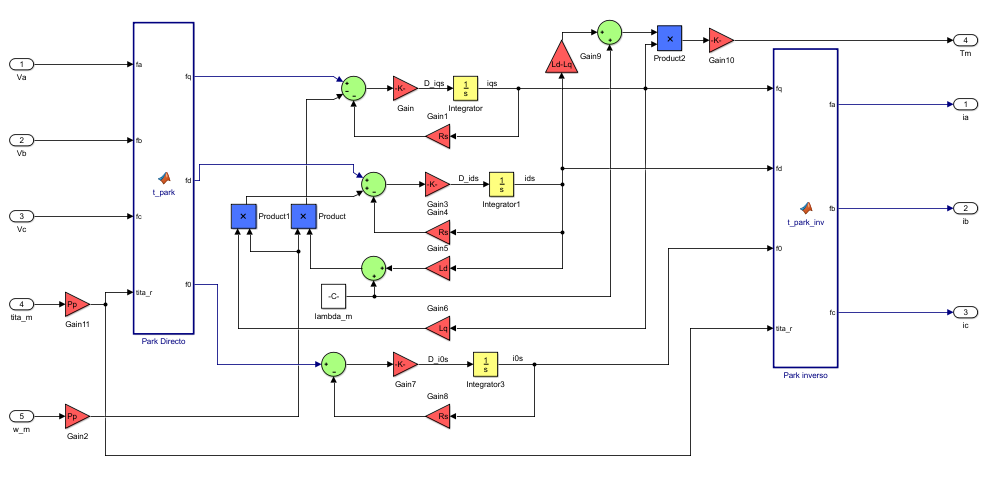 1
Va
2
Vb
3
Vc
4
tita_m
5
w_m
Pp
Gain11
Pp
Gain2
fa
fb
fc
tita_r
fq
fd
f0
t_park
Park Directo
×
Product1
×
Product
+
−
−
-K-
Gain
D_iqs
1
s
Integrator
iqs
Gain1
Rs
+
+
−
-K-
Gain3
D_ids
1
s
Integrator1
ids
Gain4
Rs
Gain5
Ld
+
+
-C-
lambda_m
Gain6
Lq
+
−
-K-
Gain7
D_i0s
1
s
Integrator3
i0s
Gain8
Rs
Ld-Lq
Gain9
+
+
×
Product2
-K-
Gain10
4
Tm
fq
fd
f0
tita_r
fa
fb
fc
t_park_inv
Park inverso
1
ia
2
ib
3
ic